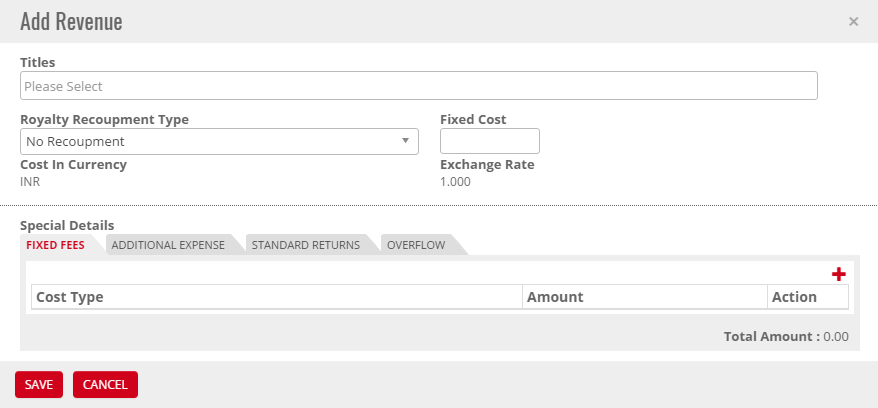 Add Revenue ×
Titles
Please Select
Royalty Recoupment Type Fixed Cost
No Recoupment
Cost In Currency Exchange Rate
INR 1.000
Special Details
FIXED FEES ADDITIONAL EXPENSE STANDARD RETURNS OVERFLOW
Cost Type Amount Action
Total Amount : 0.00
SAVE CANCEL